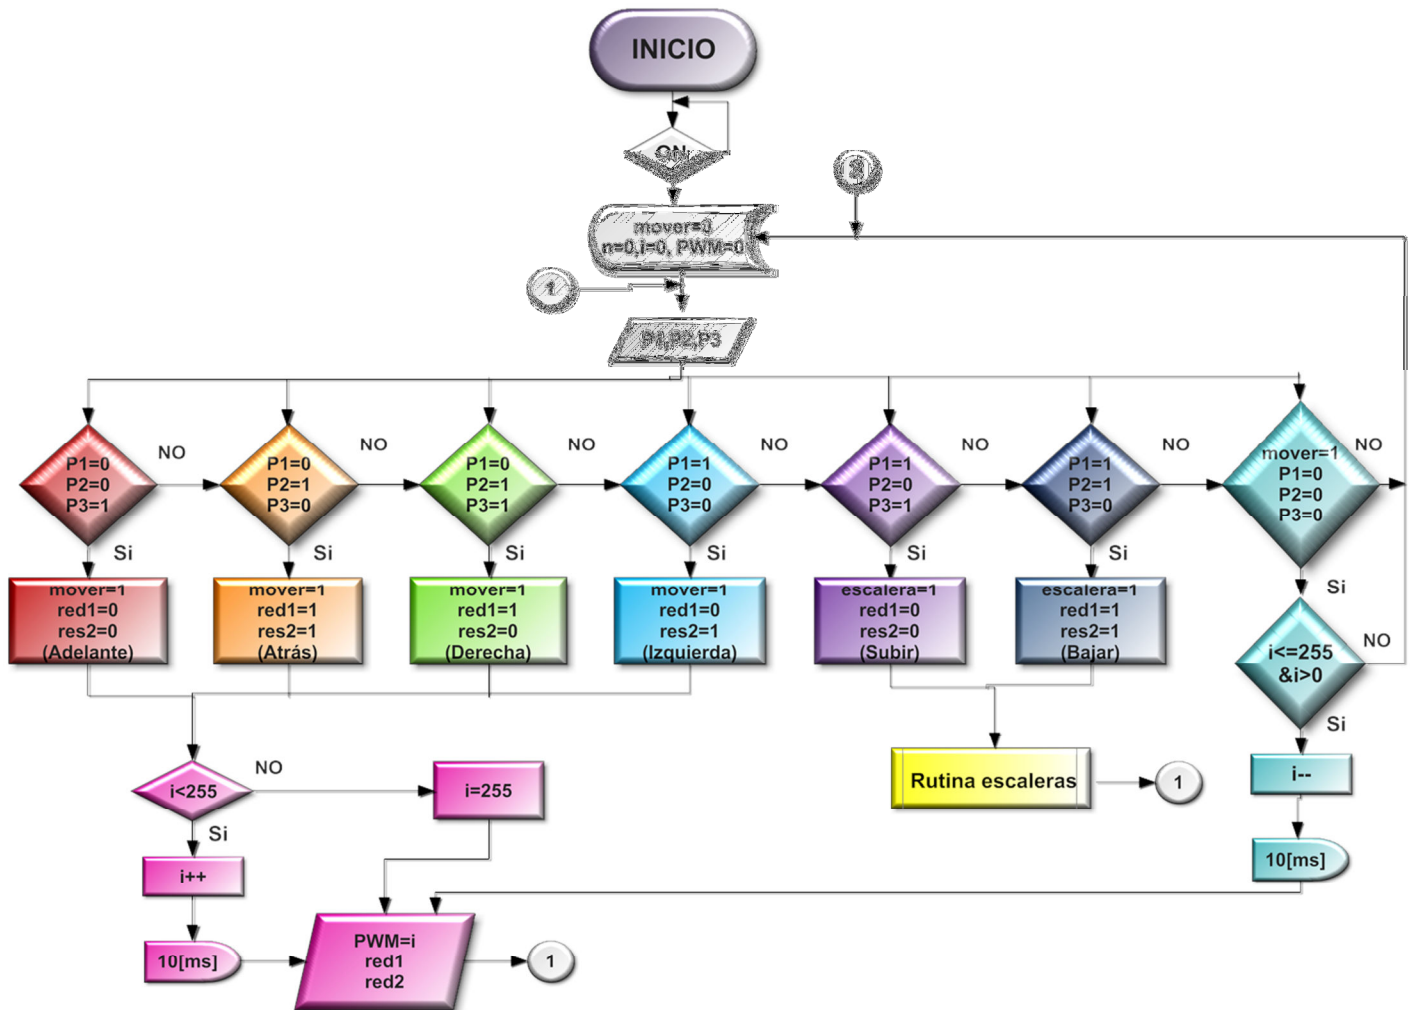 INICIO
ON
mover=0
n=0,i=0, PWM=0
1
P1,P2,P3
P1=0
P2=0
P3=1
NO
P1=0
P2=1
P3=0
NO
P1=0
P2=1
P3=1
NO
P1=1
P2=0
P3=0
NO
P1=1
P2=0
P3=1
NO
P1=1
P2=1
P3=0
NO
mover=1
P1=0
P2=0
P3=0
NO
Si
Si
Si
Si
Si
Si
Si
mover=1
red1=0
res2=0
(Adelante)
mover=1
red1=1
res2=1
(Atrás)
mover=1
red1=1
res2=0
(Derecha)
mover=1
red1=0
res2=1
(Izquierda)
escalera=1
red1=0
res2=0
(Subir)
escalera=1
red1=1
res2=1
(Bajar)
i<=255
&i>0
NO
Si
i<255
NO
i=255
Rutina escaleras
1
i--
Si
i++
10[ms]
10[ms]
PWM=i
red1
red2
1